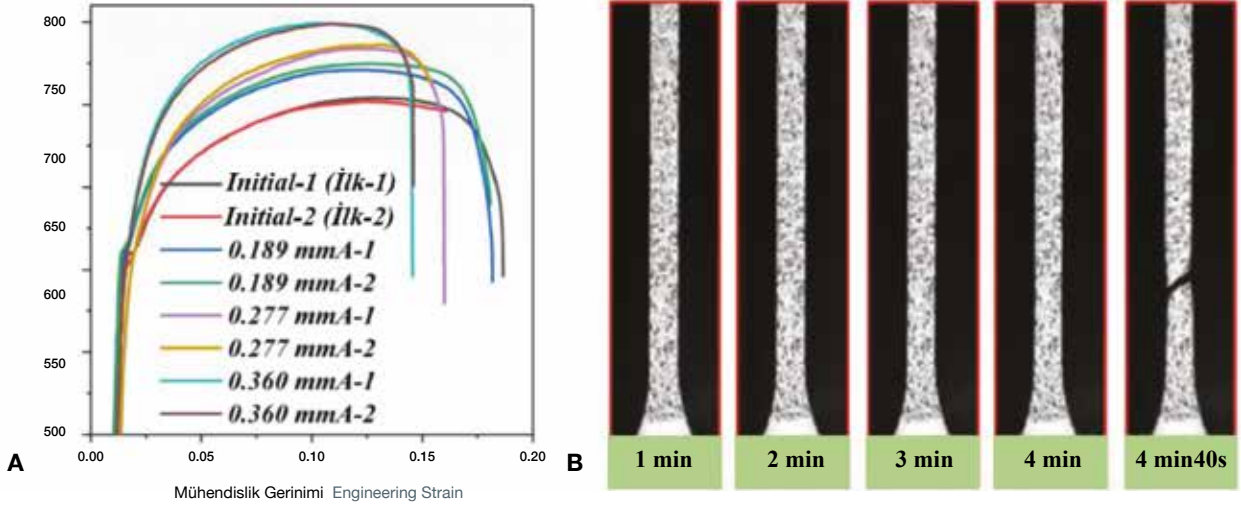 800
750
700
650
600
550
500
Initial-1 (İlk-1)
Initial-2 (İlk-2)
0.189 mmA-1
0.189 mmA-2
0.277 mmA-1
0.277 mmA-2
0.360 mmA-1
0.360 mmA-2
0.00 0.05 0.10 0.15 0.20
A
Mühendislik Gerinimi Engineering Strain
B
1 min
2 min
3 min
4 min
4 min40s